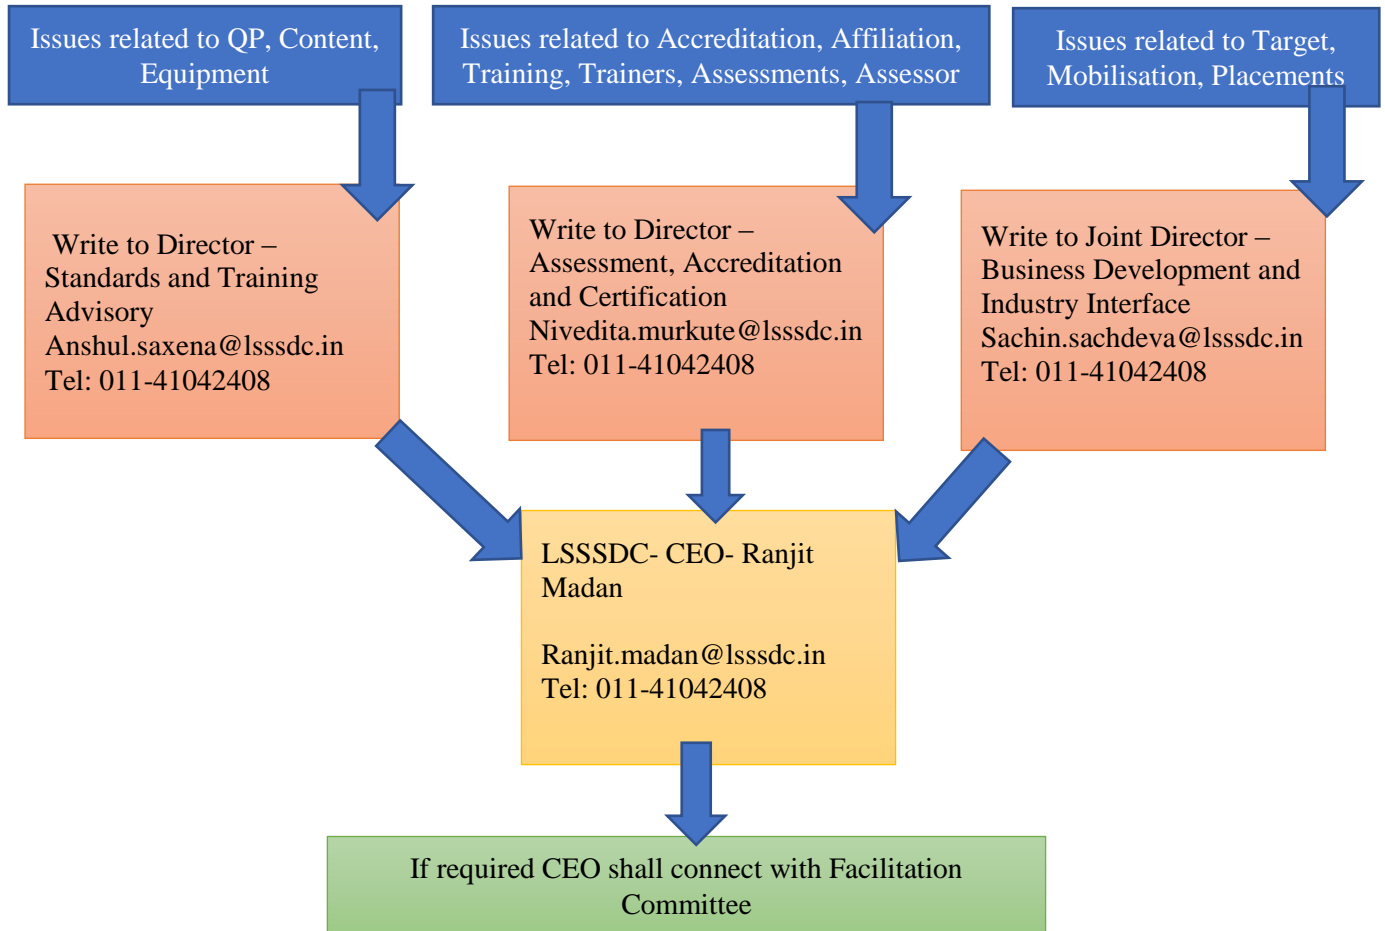 Issues related to QP, Content,
Equipment
Issues related to Accreditation, Affiliation,
Training, Trainers, Assessments, Assessor
Issues related to Target,
Mobilisation, Placements
Write to Director –
Standards and Training
Advisory
Anshul.saxena@lsssdc.in
Tel: 011-41042408
Write to Director –
Assessment, Accreditation
and Certification
Nivedita.murkute@lsssdc.in
Tel: 011-41042408
Write to Joint Director –
Business Development and
Industry Interface
Sachin.sachdeva@lsssdc.in
Tel: 011-41042408
LSSSDC- CEO- Ranjit
Madan
Ranjit.madan@lsssdc.in
Tel: 011-41042408
If required CEO shall connect with Facilitation
Committee